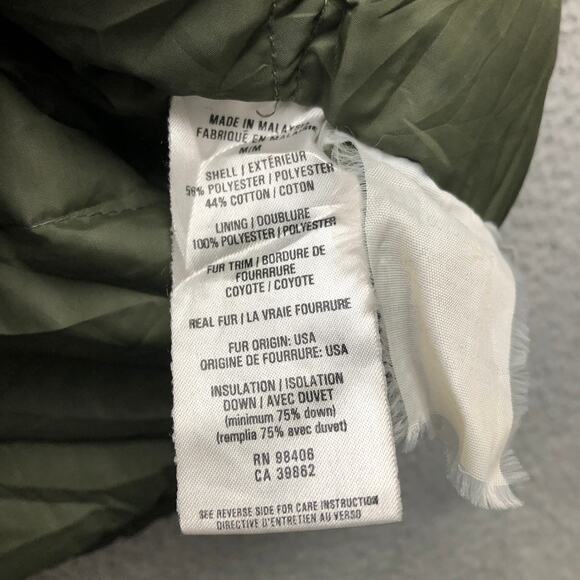 MADE IN MALAYSIA
FABRIQUÉ EN MALAISIE
M/M
SHELL / EXTÉRIEUR
56% POLYESTER / POLYESTER
44% COTTON / COTON
LINING / DOUBLURE
100% POLYESTER / POLYESTER
FUR TRIM / BORDURE DE
FOURRRURE
COYOTE / COYOTE
REAL FUR / LA VRAIE FOURRURE
FUR ORIGIN: USA
ORIGINE DE FOURRURE: USA
INSULATION / ISOLATION
DOWN / AVEC DUVET
(minimum 75% down)
(remplia 75% avec duvet)
RN 98406
CA 39862
SEE REVERSE SIDE FOR CARE INSTRUCTION
DIRECTIVE D'ENTRETIEN AU VERSO